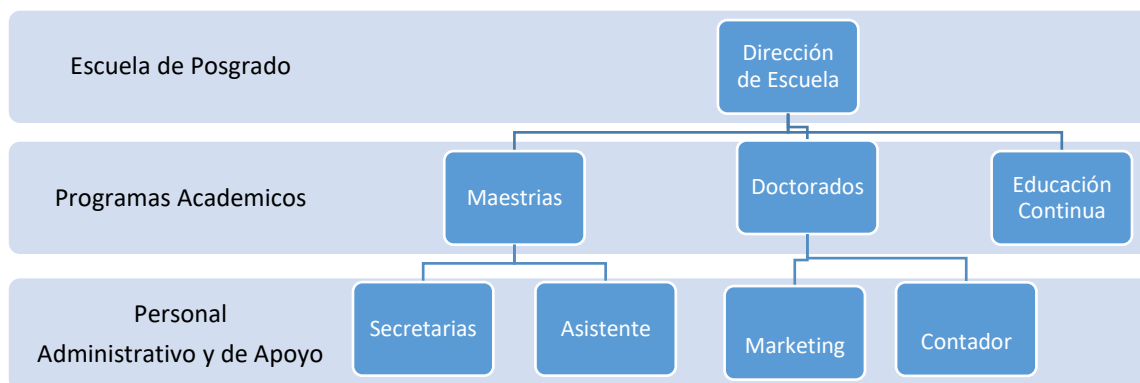 Escuela de Posgrado
Dirección
de Escuela
Programas Academicos
Maestrias
Doctorados
Educación
Continua
Personal
Administrativo y de Apoyo
Secretarias
Asistente
Marketing
Contador